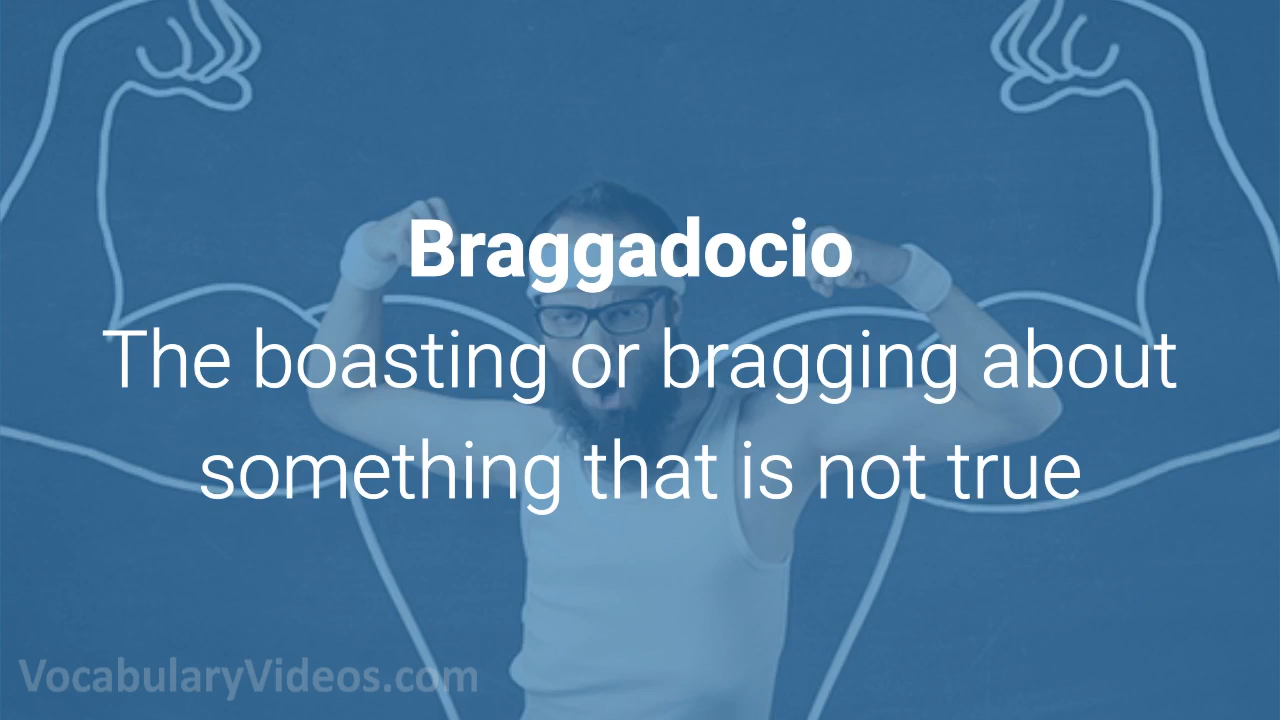 Braggadocio
The boasting or bragging about
something that is not true
VocabularyVideos.com